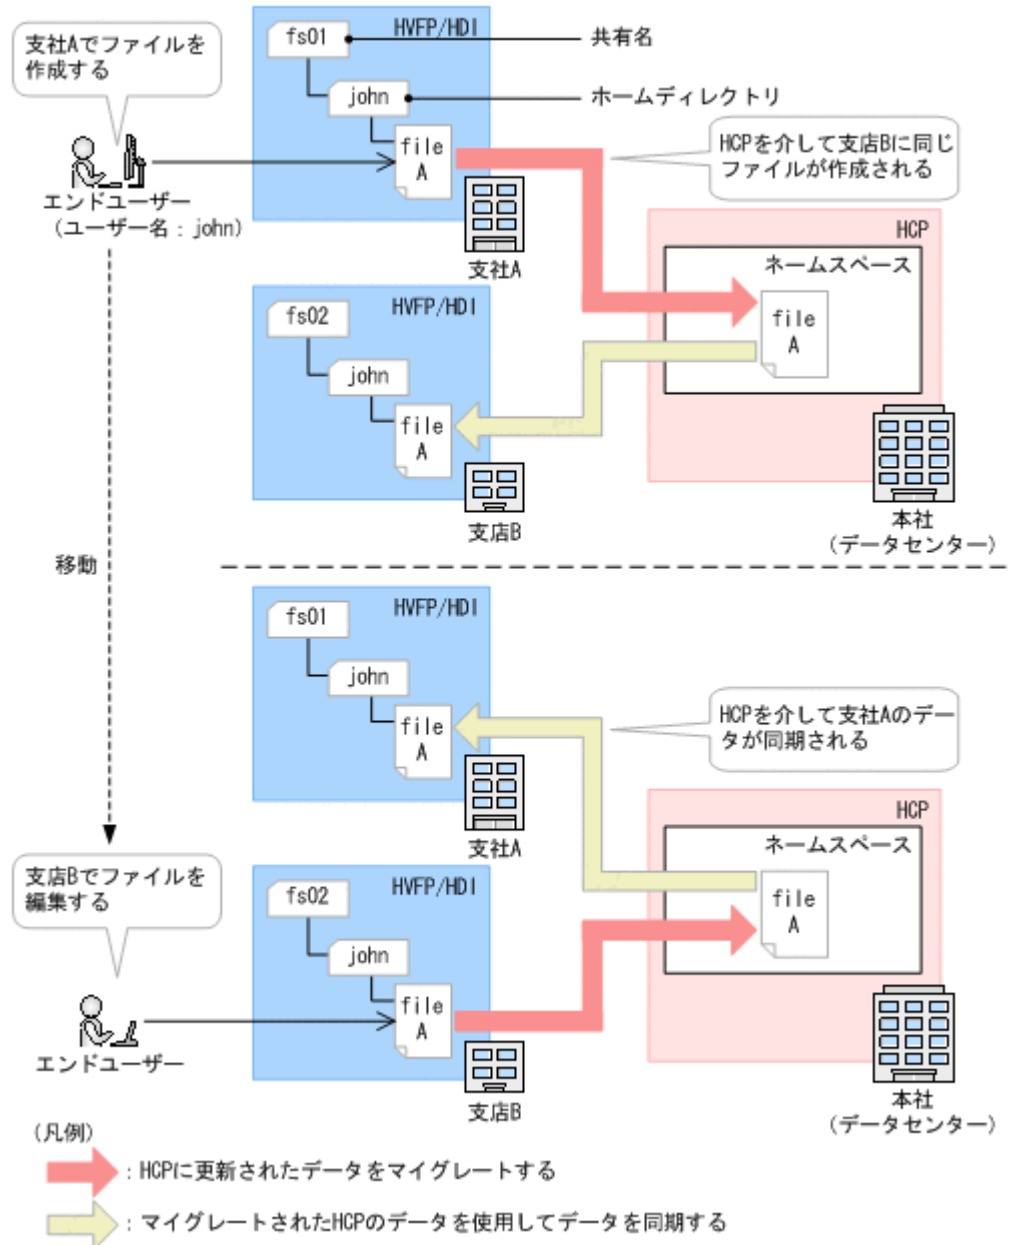 支社Aでファイルを
作成する
fs01
HVFP/HDI
共有名
john
ホームディレクトリ
file
A
HCPを介して支店Bに同じ
ファイルが作成される
エンドユーザー
(ユーザー名：john)
支社A
HCP
ネームスペース
file
A
fs02
HVFP/HDI
john
file
A
支店B
本社
(データセンター)
移動
fs01
HVFP/HDI
john
file
A
HCPを介して支社Aのデー
タが同期される
支社A
HCP
ネームスペース
file
A
支店Bでファイルを
編集する
fs02
HVFP/HDI
john
file
A
エンドユーザー
支店B
本社
(データセンター)
(凡例)
：HCPに更新されたデータをマイグレートする
：マイグレートされたHCPのデータを使用してデータを同期する